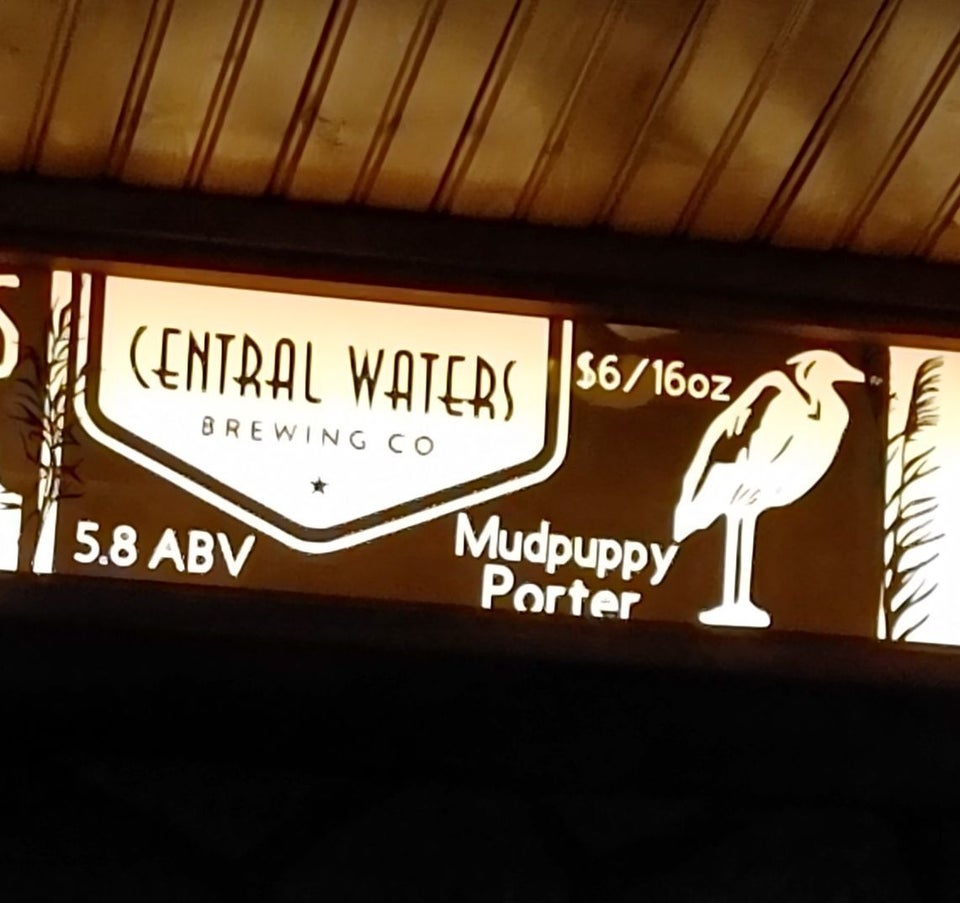 CENTRAL WATERS
BREWING CO
$6/16oz
5.8 ABV
Mudpuppy
Porter